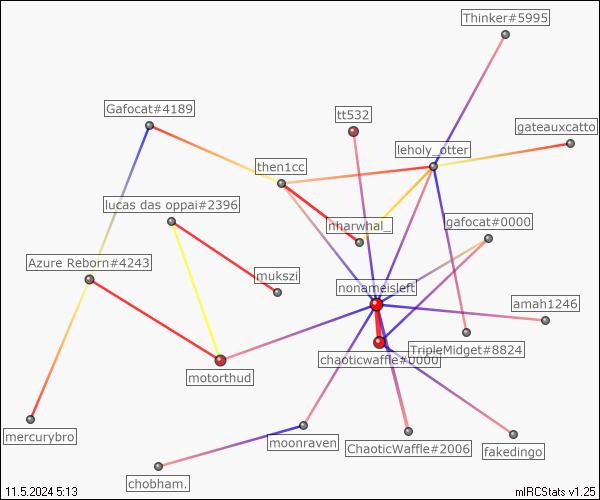 Thinker#5995
Gafocat#4189
tt532
gateauxcatto
leholy_otter
then1cc
lucas das oppai#2396
nharwhal_
gafocat#0000
Azure Reborn#4243
mukszi
nonameisleft
amah1246
chaoticwaffle#0000
TripleMidget#8824
motorthud
mercurybro
moonraven
ChaoticWaffle#2006
fakedingo
chobham.
11.5.2024 5:13
mIRCStats v1.25